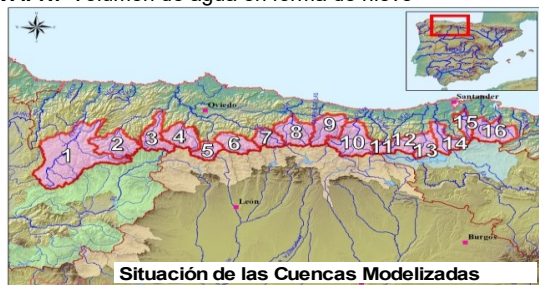 Volumen de agua en forma de nieve
Oviedo
Santander
9
15
16
3
4
8
12
2
7
10
14
1
5
6
11
13
León
Burgos
Situación de las Cuencas Modelizadas